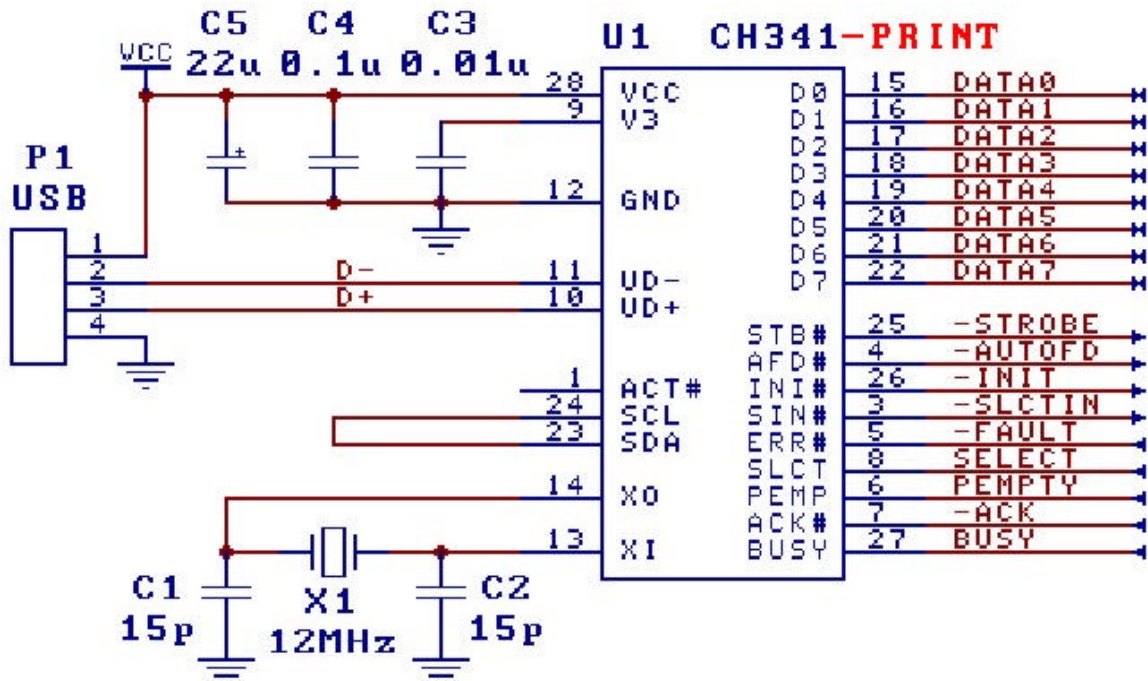 C5 C4 C3
VCC 22u 0.1u 0.01u
U1 CH341-PRINT
P1
USB
1
2
3
4
D-
D+
28 VCC
9 V3
12 GND
11 UD-
10 UD+
1 ACT#
24 SCL
23 SDA
14 XO
13 XI
D0 15 DATA0
D1 16 DATA1
D2 17 DATA2
D3 18 DATA3
D4 19 DATA4
D5 20 DATA5
D6 21 DATA6
D7 22 DATA7
STB# 25 -STROBE
AFD# 4 -AUTOFD
INI# 26 -INIT
SIN# 3 -SLCTIN
ERR# 5 -FAULT
SLCT 8 SELECT
PEMP 6 PEMPTY
ACK# 7 -ACK
BUSY 27 BUSY
C1
15p
X1
12MHz
C2
15p
+